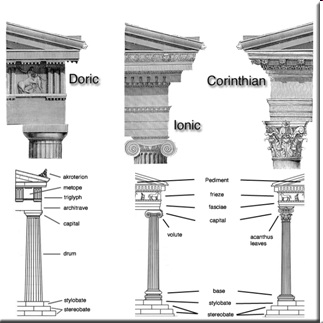 Doric
Ionic
Corinthian
akroterion
metope
triglyph
architrave
capital
drum
stylobate
stereobate
Pediment
frieze
fasciae
capital
volute
acanthus
leaves
base
stylobate
stereobate